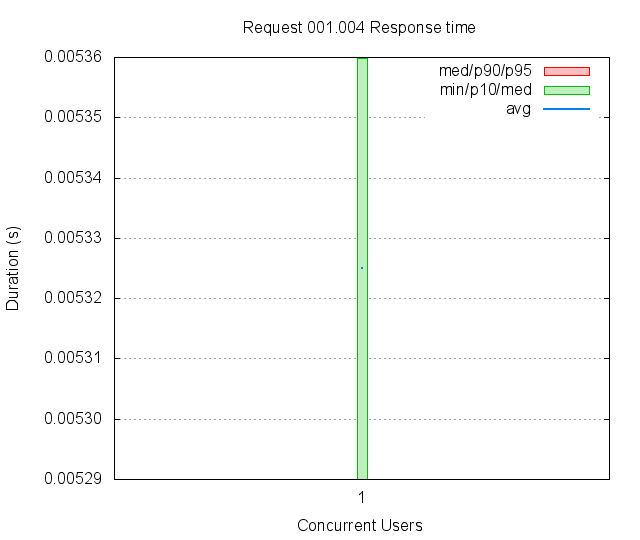 Request 001.004 Response time
0.00536
0.00535
0.00534
0.00533
0.00532
0.00531
0.00530
0.00529
Duration (s)
med/p90/p95
min/p10/med
avg
1
Concurrent Users